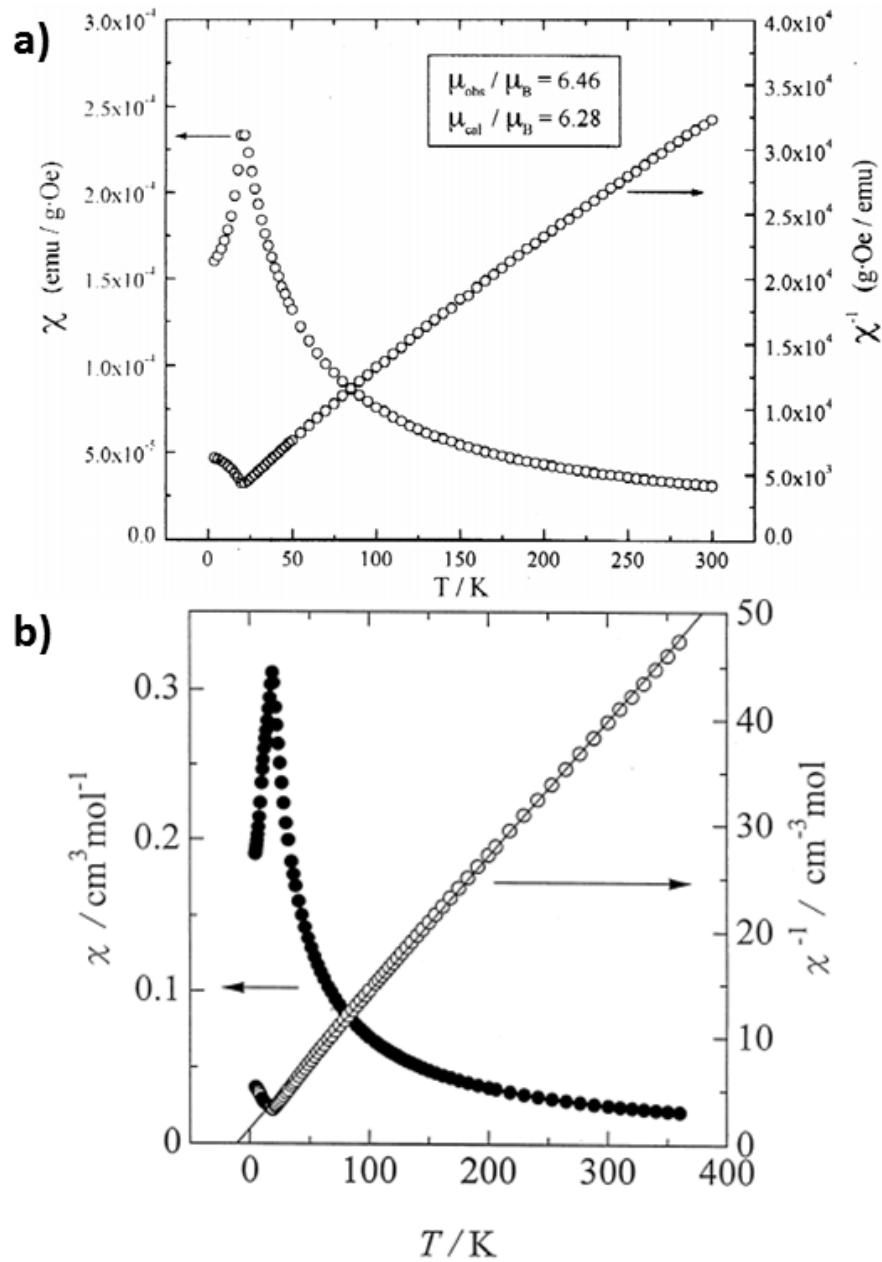 a)
3.0x10⁻⁴
2.5x10⁻⁴
2.0x10⁻⁴
1.5x10⁻⁴
1.0x10⁻⁴
5.0x10⁻⁵
0.0
χ (emu / g·Oe)
μobs / μB = 6.46
μcal / μB = 6.28
4.0x10⁴
3.5x10⁴
3.0x10⁴
2.5x10⁴
2.0x10⁴
1.5x10⁴
1.0x10⁴
5.0x10³
0.0
χ⁻¹ (g·Oe / emu)
0 50 100 150 200 250 300
T / K
b)
0.3
0.2
0.1
0
χ / cm³ mol⁻¹
50
40
30
20
10
0
χ⁻¹ / cm⁻³ mol
0 100 200 300 400
T / K